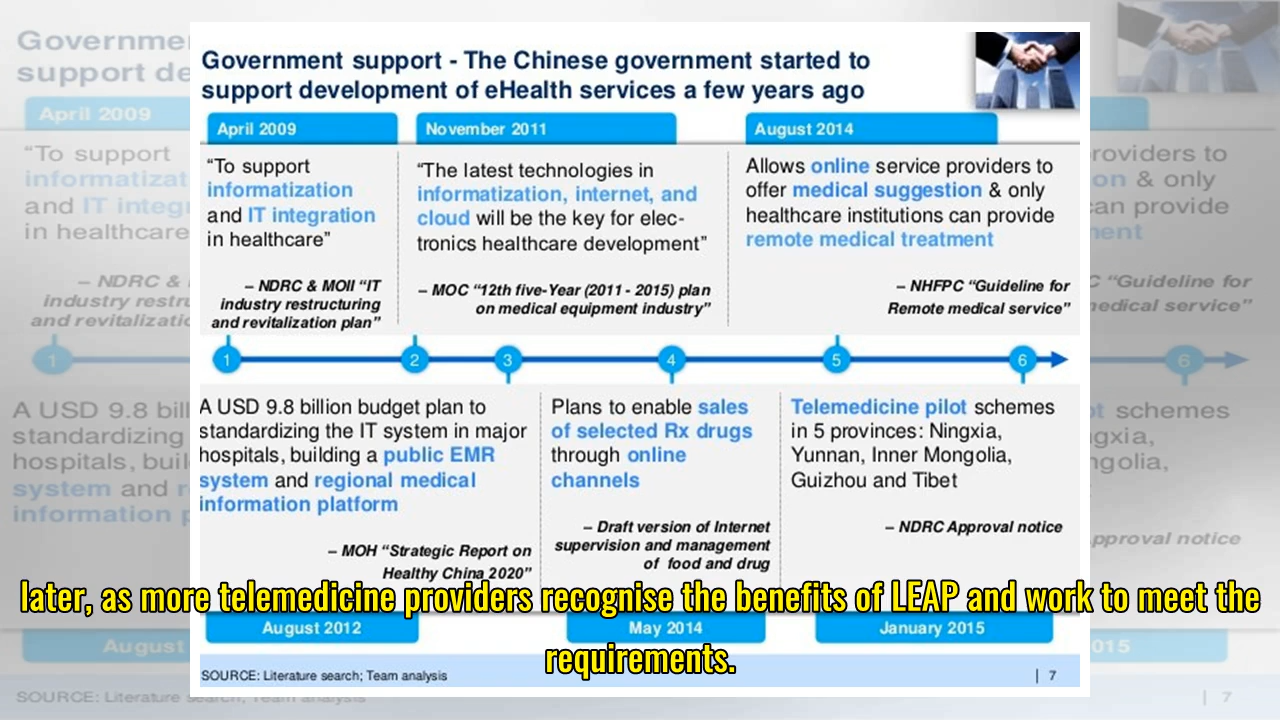 Government support - The Chinese government started to
support development of eHealth services a few years ago
April 2009
"To support
informatization
and IT integration
in healthcare"
– NDRC & MOII "IT
industry restructuring
and revitalization plan"
November 2011
"The latest technologies in
informatization, internet, and
cloud will be the key for elec-
tronics healthcare development"
– MOC "12th five-Year (2011 - 2015) plan
on medical equipment industry"
August 2014
Allows online service providers to
offer medical suggestion & only
healthcare institutions can provide
remote medical treatment
– NHFPC "Guideline for
Remote medical service"
1 2 3 4 5 6
A USD 9.8 billion budget plan to
standardizing the IT system in major
hospitals, building a public EMR
system and regional medical
information platform
– MOH "Strategic Report on
Healthy China 2020"
August 2012
Plans to enable sales
of selected Rx drugs
through online
channels
– Draft version of Internet
supervision and management
of food and drug
May 2014
Telemedicine pilot schemes
in 5 provinces: Ningxia,
Yunnan, Inner Mongolia,
Guizhou and Tibet
– NDRC Approval notice
January 2015
later, as more telemedicine providers recognise the benefits of LEAP and work to meet the
requirements.
SOURCE: Literature search; Team analysis
| 7